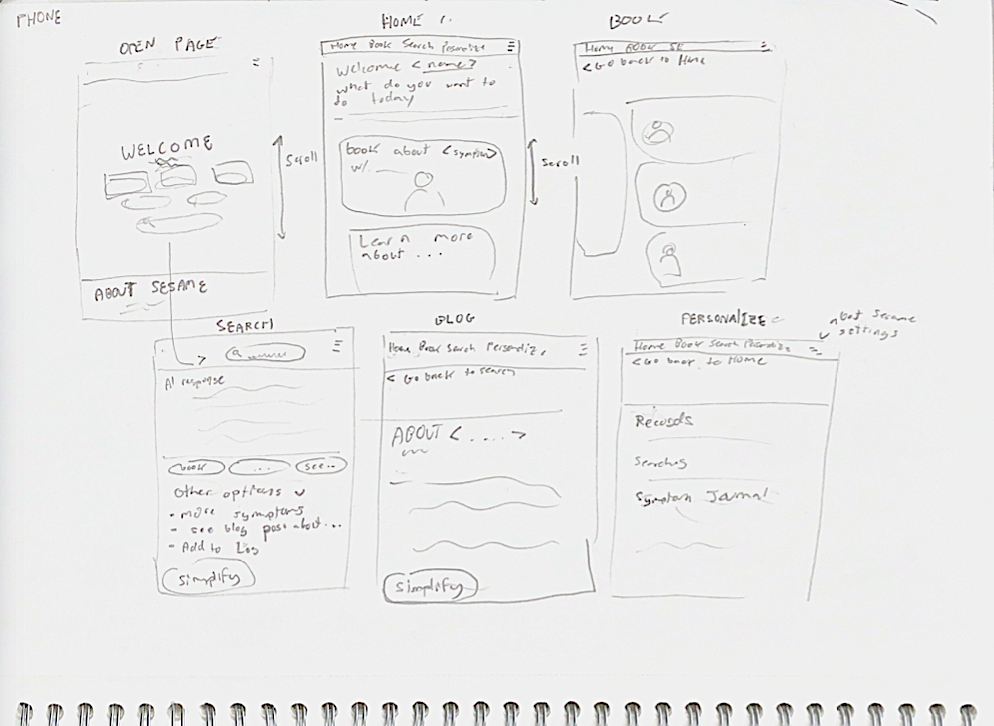 PHONE
OPEN PAGE
WELCOME
Scroll
ABOUT SESAME
HOME
Home Book Search Personalize
Welcome <name>
what do you want to
do today
book about <symptom>
w/.
Scroll
Learn more
about ...
BOOK
Home BOOK SE
< Go back to Home
SEARCH
AI response
book
...
see..
Other options
• more symptoms
- see blog post about...
- Add to Log
Simplify
BLOG
Home Book Search Personalize
< Go back to search
ABOUT <....>
Simplify
PERSONALIZE
about Sesame
settings
Home Book Search Personalize
< Go back to Home
Records
Searches
Symptom Journal